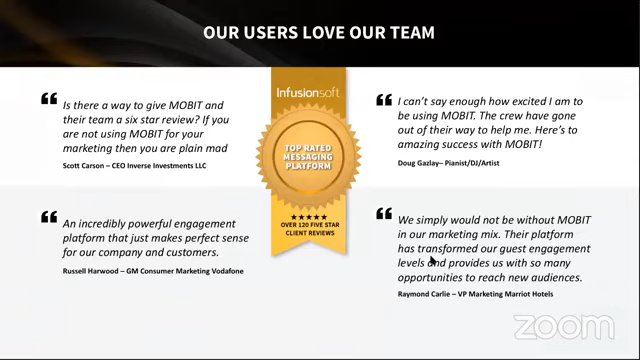 OUR USERS LOVE OUR TEAM
❝ Is there a way to give MOBIT and
their team a six star review? If you
are not using MOBIT for your
marketing then you are plain mad
Scott Carson – CEO Inverse Investments LLC
❝ An incredibly powerful engagement
platform that just makes perfect sense
for our company and customers.
Russell Harwood – GM Consumer Marketing Vodafone
Infusionsoft
TOP RATED
MESSAGING
PLATFORM
★★★★★
OVER 120 FIVE STAR
CLIENT REVIEWS
❝ I can’t say enough how excited I am to
be using MOBIT. The crew have gone
out of their way to help me. Here’s to
amazing success with MOBIT!
Doug Gazlay– Pianist/DJ/Artist
❝ We simply would not be without MOBIT
in our marketing mix. Their platform
has transformed our guest engagement
levels and provides us with so many
opportunities to reach new audiences.
Raymond Carlie – VP Marketing Marriot Hotels
zoom